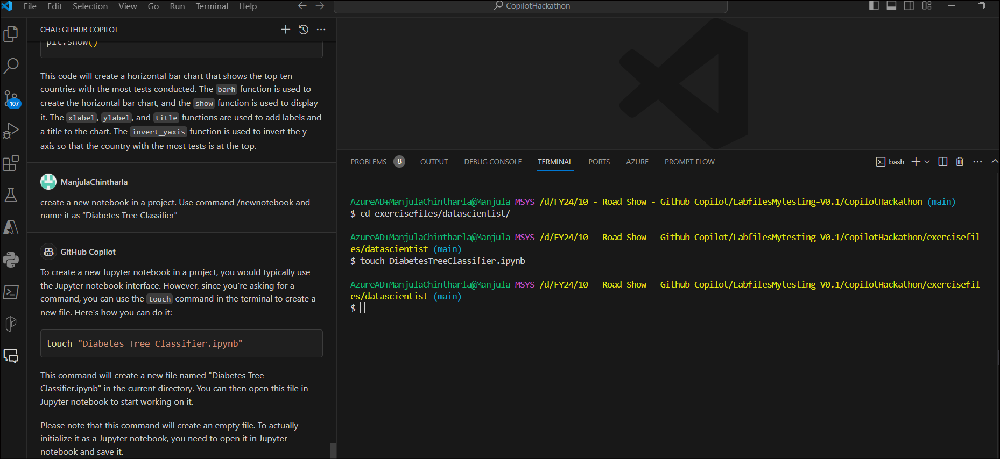 File Edit Selection View Go Run Terminal Help
CopilotHackathon
CHAT: GITHUB COPILOT
plt.show()
This code will create a horizontal bar chart that shows the top ten
countries with the most tests conducted. The barh function is used to
create the horizontal bar chart, and the show function is used to display
it. The xlabel, ylabel, and title functions are used to add labels and
a title to the chart. The invert_yaxis function is used to invert the y-
axis so that the country with the most tests is at the top.
107
ManjulaChintharla
create a new notebook in a project. Use command /newnotebook and
name it as “Diabetes Tree Classifier"
GitHub Copilot
To create a new Jupyter notebook in a project, you would typically use
the Jupyter notebook interface. However, since you're asking for a
command, you can use the touch command in the terminal to create a
new file. Here's how you can do it:
touch "Diabetes Tree Classifier.ipynb"
This command will create a new file named "Diabetes Tree
Classifier.ipynb" in the current directory. You can then open this file in
Jupyter notebook to start working on it.
Please note that this command will create an empty file. To actually
initialize it as a Jupyter notebook, you need to open it in Jupyter
notebook and save it.
PROBLEMS 8 OUTPUT DEBUG CONSOLE TERMINAL PORTS AZURE PROMPT FLOW
bash
AzureAD+ManjulaChintharla@Manjula MSYS /d/FY24/10 - Road Show - Github Copilot/LabfilesMytesting-V0.1/CopilotHackathon (main)
$ cd exercisefiles/datascientist/
AzureAD+ManjulaChintharla@Manjula MSYS /d/FY24/10 - Road Show - Github Copilot/LabfilesMytesting-V0.1/CopilotHackathon/exercisefil
es/datascientist (main)
$ touch DiabetesTreeClassifier.ipynb
AzureAD+ManjulaChintharla@Manjula MSYS /d/FY24/10 - Road Show - Github Copilot/LabfilesMytesting-V0.1/CopilotHackathon/exercisefil
es/datascientist (main)
$